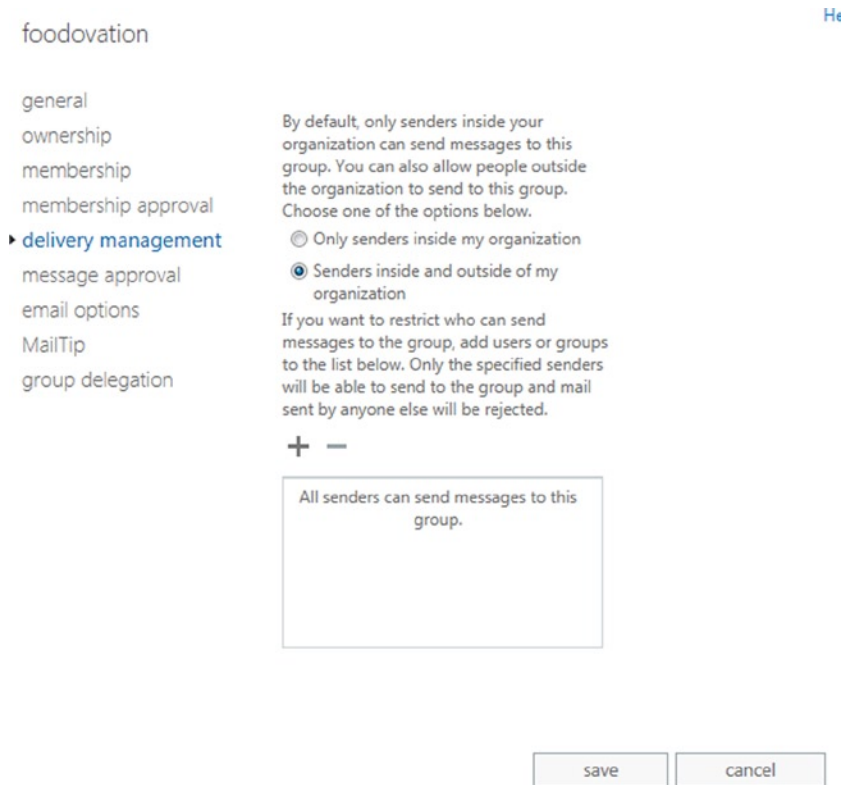 He
foodovation
general
ownership
membership
membership approval
delivery management
message approval
email options
MailTip
group delegation
By default, only senders inside your
organization can send messages to this
group. You can also allow people outside
the organization to send to this group.
Choose one of the options below.
Only senders inside my organization
Senders inside and outside of my
organization
If you want to restrict who can send
messages to the group, add users or groups
to the list below. Only the specified senders
will be able to send to the group and mail
sent by anyone else will be rejected.
All senders can send messages to this
group.
save
cancel